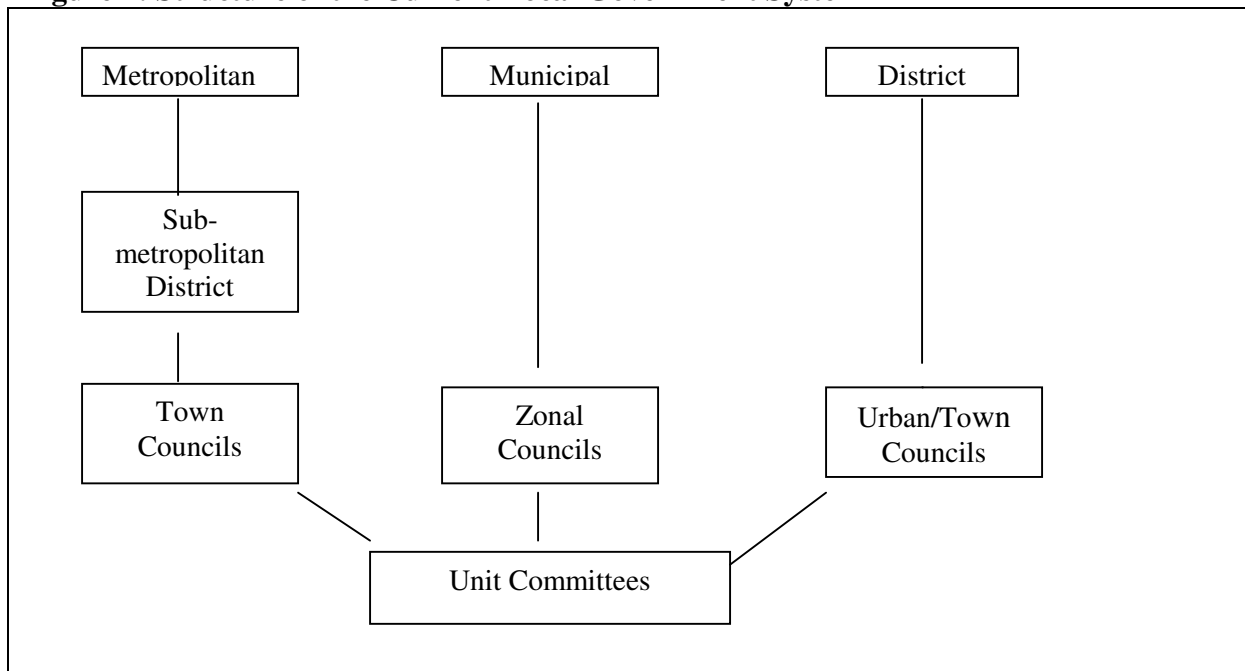 Metropolitan
Municipal
District
Sub-
metropolitan
District
Town
Councils
Zonal
Councils
Urban/Town
Councils
Unit Committees